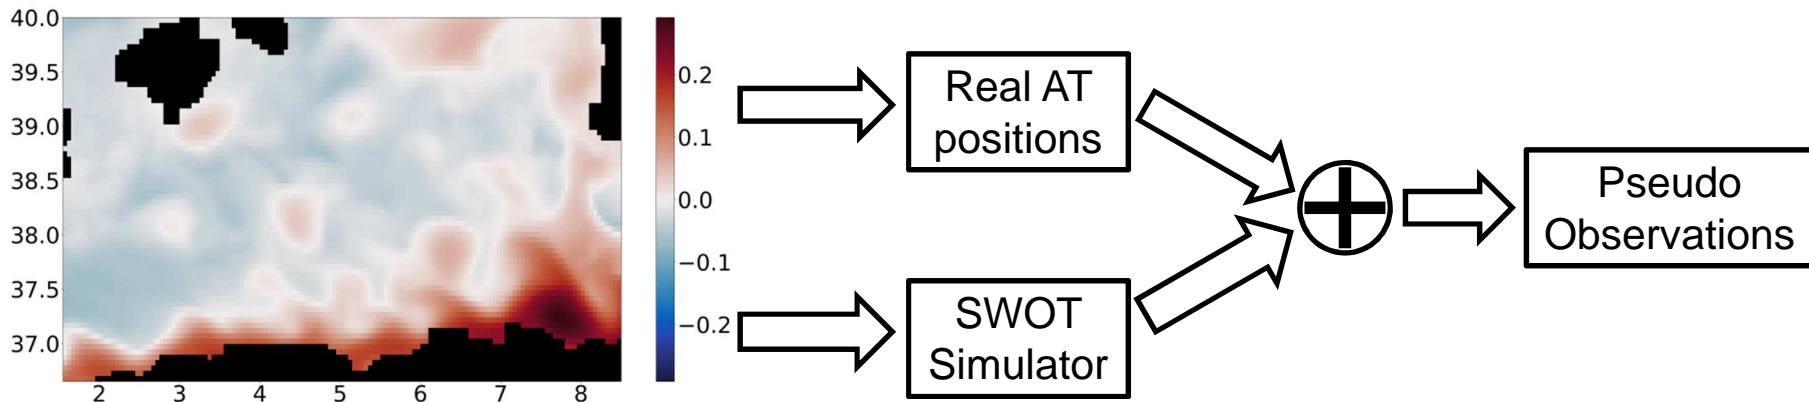 40.0
39.5
39.0
38.5
38.0
37.5
37.0
2 3 4 5 6 7 8
0.2
0.1
0.0
−0.1
−0.2
Real AT
positions
SWOT
Simulator
Pseudo
Observations